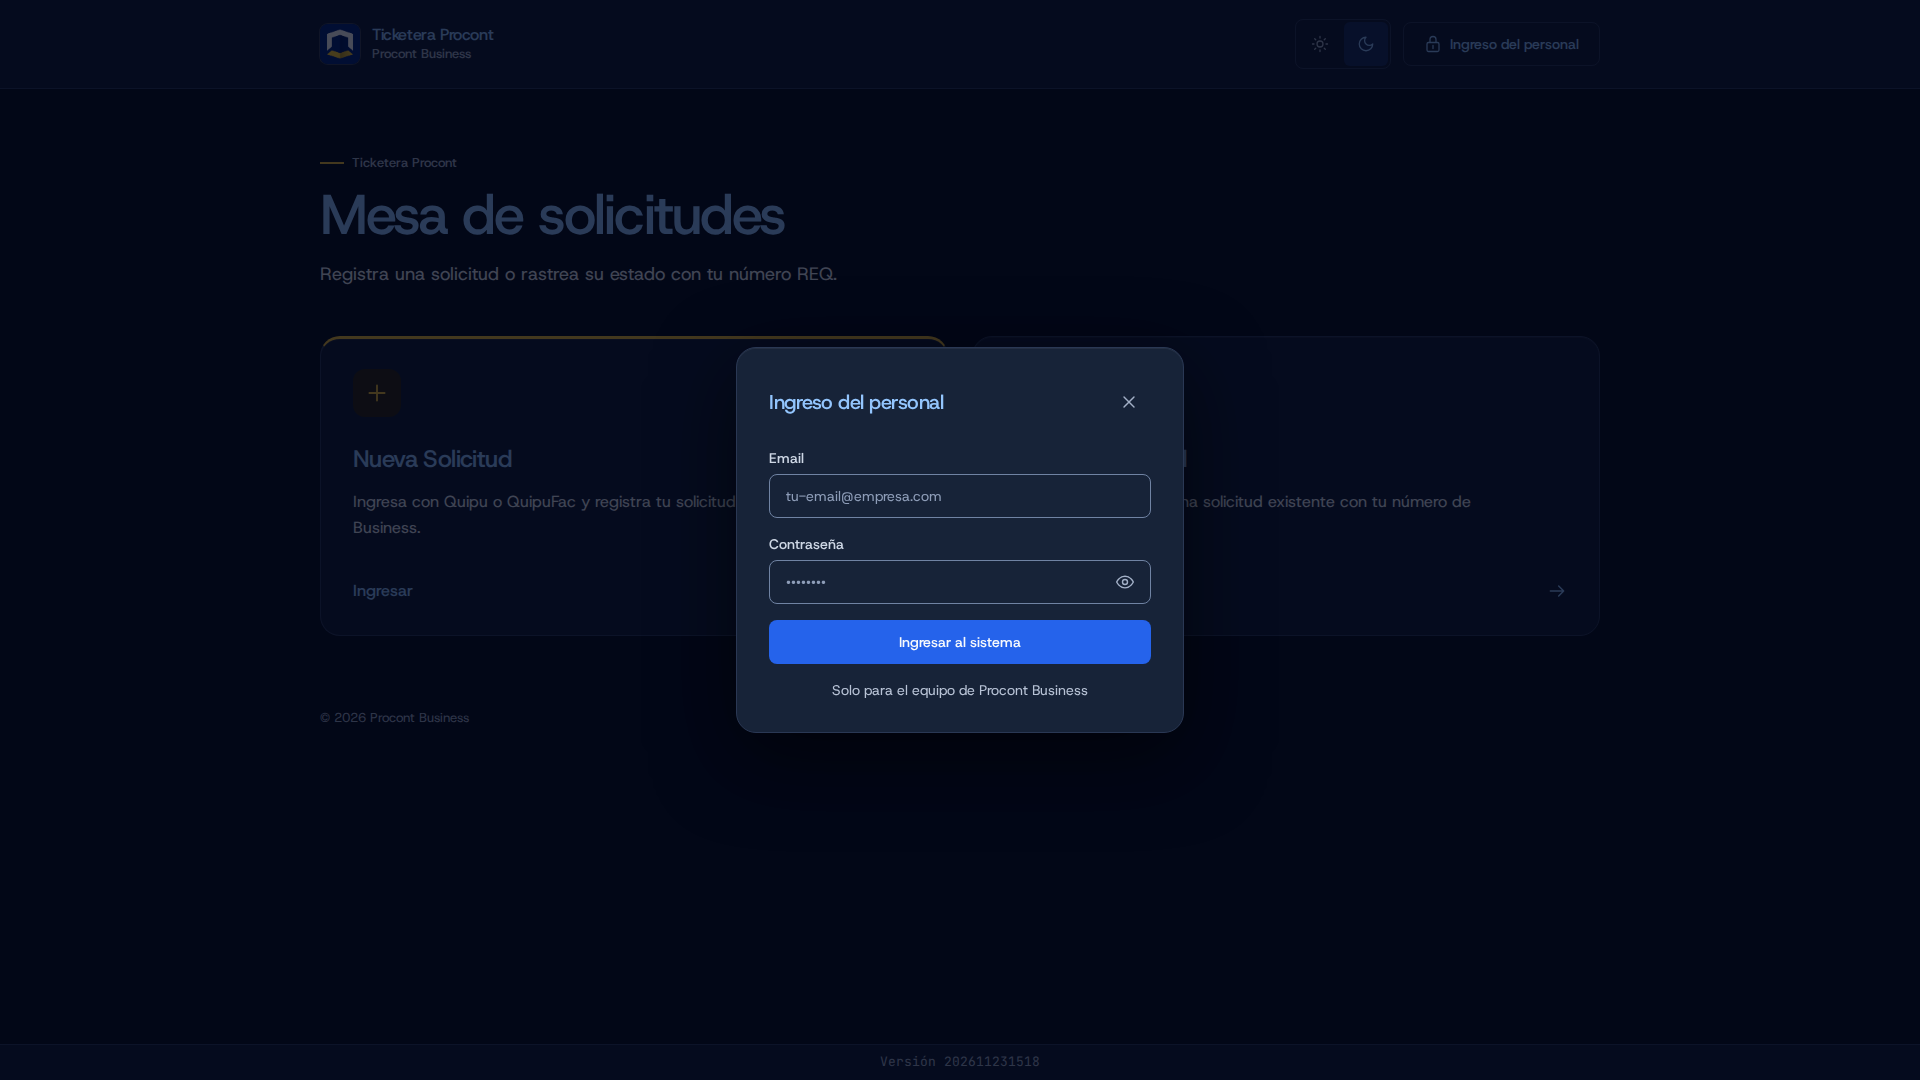 Ticketera Procont
Procont Business
Ingreso del personal
Ticketera Procont
Mesa de solicitudes
Registra una solicitud o rastrea su estado con tu número REQ.
Nueva Solicitud
Ingresa con Quipu o QuipuFac y registra tu solicitud
Business.
Ingresar
solicitud existente con tu número de
Ingreso del personal
Email
tu-email@empresa.com
Contraseña
••••••••
Ingresar al sistema
Solo para el equipo de Procont Business
© 2026 Procont Business
Versión 202611231518